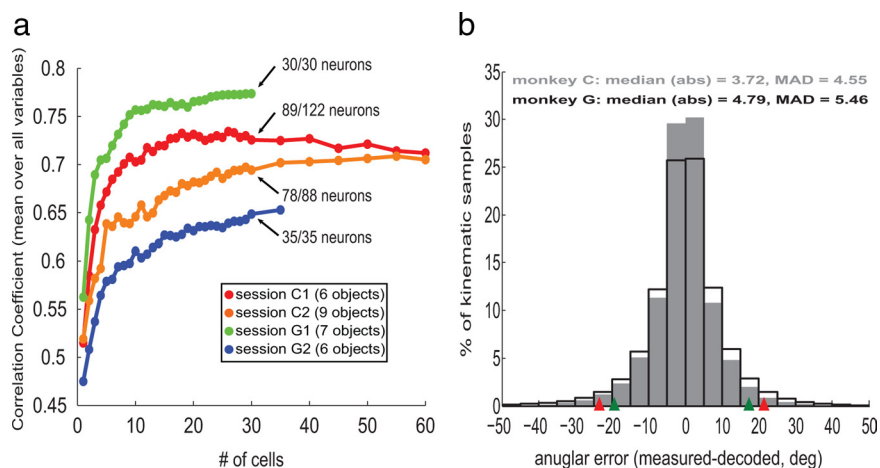 a
Correlation Coefficient (mean over all variables)
0.8
0.75
0.7
0.65
0.6
0.55
0.5
0.45
30/30 neurons
89/122 neurons
78/88 neurons
35/35 neurons
session C1 (6 objects)
session C2 (9 objects)
session G1 (7 objects)
session G2 (6 objects)
0 10 20 30 40 50 60
# of cells
b
% of kinematic samples
35
30
25
20
15
10
5
0
monkey C: median (abs) = 3.72, MAD = 4.55
monkey G: median (abs) = 4.79, MAD = 5.46
−50 −40 −30 −20 −10 0 10 20 30 40 50
anuglar error (measured-decoded, deg)